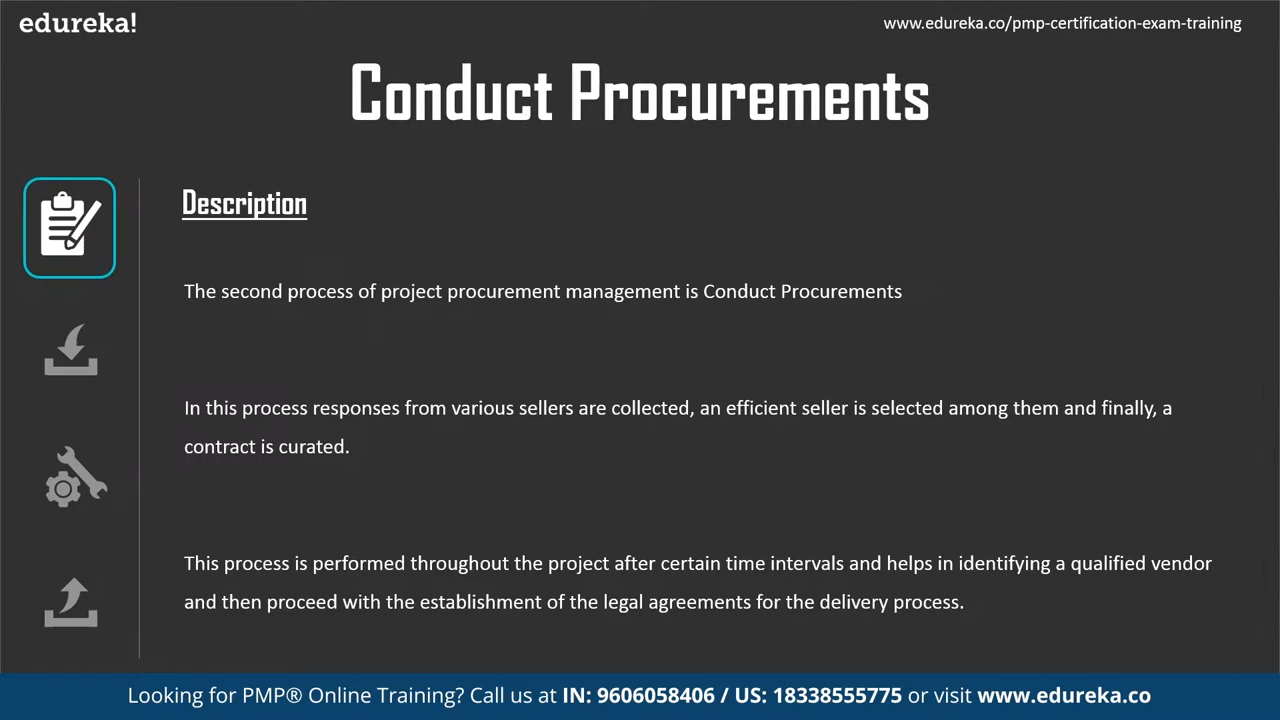 edureka!
www.edureka.co/pmp-certification-exam-training
Conduct Procurements
Description
The second process of project procurement management is Conduct Procurements
In this process responses from various sellers are collected, an efficient seller is selected among them and finally, a
contract is curated.
This process is performed throughout the project after certain time intervals and helps in identifying a qualified vendor
and then proceed with the establishment of the legal agreements for the delivery process.
Looking for PMP® Online Training? Call us at IN: 9606058406 / US: 18338555775 or visit www.edureka.co